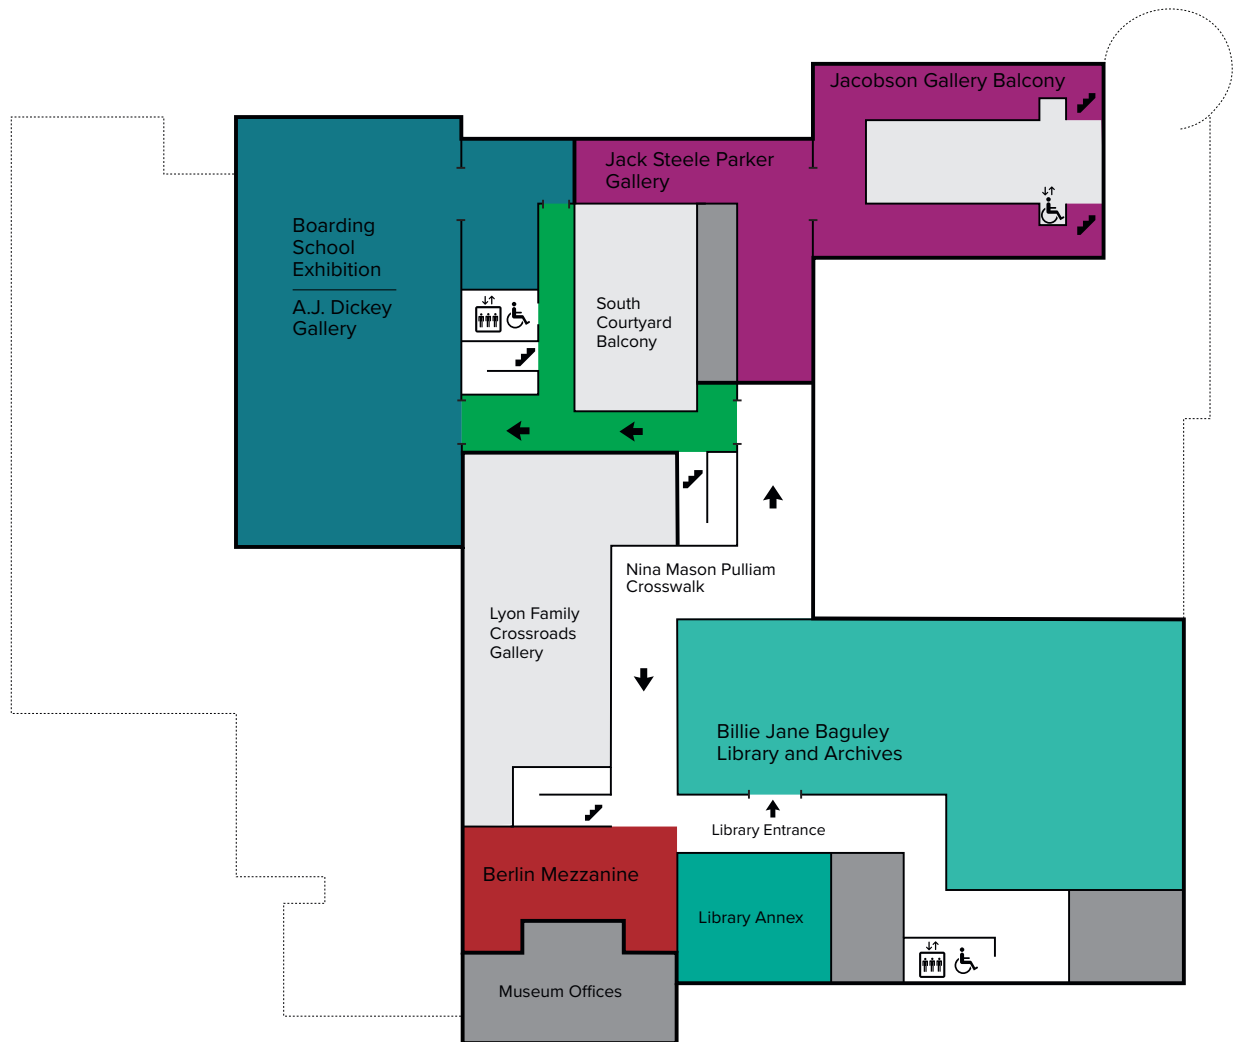 Jacobson Gallery Balcony
Jack Steele Parker
Gallery
Boarding
School
Exhibition
A.J. Dickey
Gallery
South
Courtyard
Balcony
Nina Mason Pulliam
Crosswalk
Lyon Family
Crossroads
Gallery
Billie Jane Baguley
Library and Archives
Library Entrance
Berlin Mezzanine
Library Annex
Museum Offices